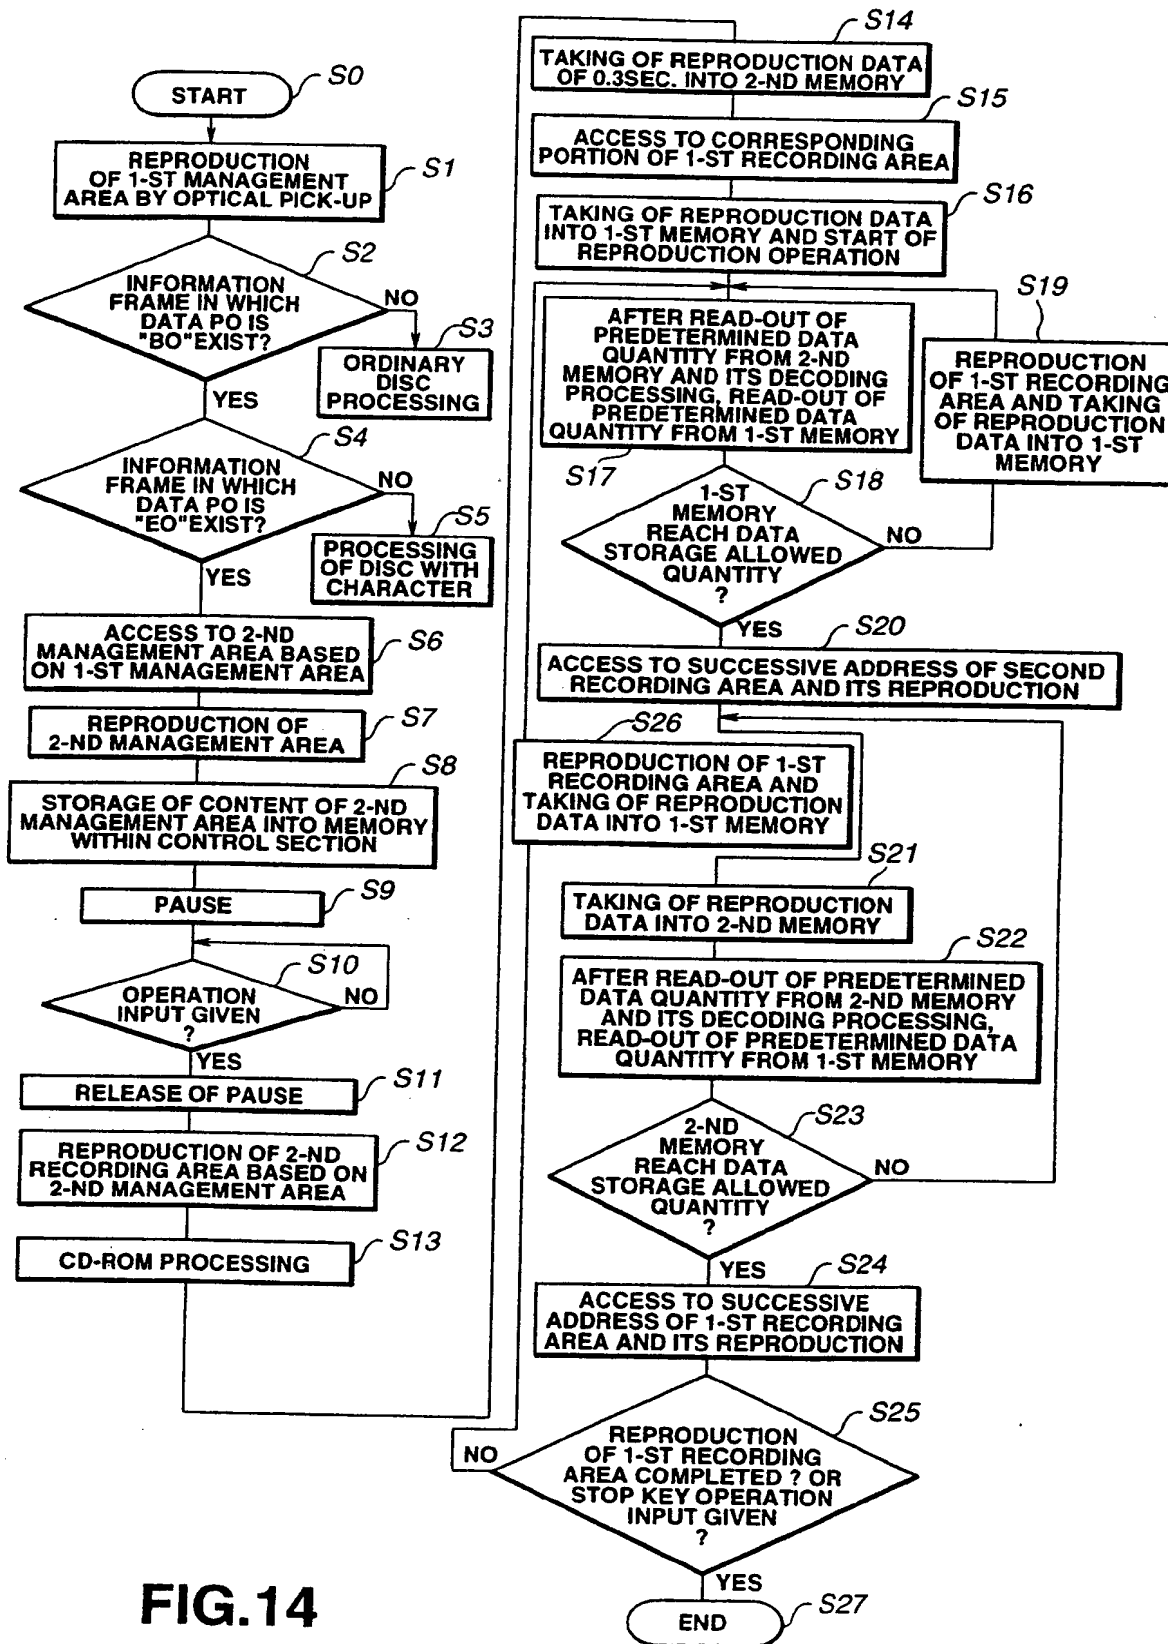 S0
START
S1
REPRODUCTION
OF 1-ST MANAGEMENT
AREA BY OPTICAL PICK-UP
S2
INFORMATION
FRAME IN WHICH
DATA PO IS
"BO"EXIST?
NO
YES
S3
ORDINARY
DISC
PROCESSING
S4
INFORMATION
FRAME IN WHICH
DATA PO IS
"EO"EXIST?
NO
YES
S5
PROCESSING
OF DISC WITH
CHARACTER
S6
ACCESS TO 2-ND
MANAGEMENT AREA BASED
ON 1-ST MANAGEMENT AREA
S7
REPRODUCTION OF
2-ND MANAGEMENT AREA
S8
STORAGE OF CONTENT OF 2-ND
MANAGEMENT AREA INTO MEMORY
WITHIN CONTROL SECTION
S9
PAUSE
S10
OPERATION
INPUT GIVEN
?
NO
YES
S11
RELEASE OF PAUSE
S12
REPRODUCTION OF 2-ND
RECORDING AREA BASED ON
2-ND MANAGEMENT AREA
S13
CD-ROM PROCESSING
S14
TAKING OF REPRODUCTION DATA
OF 0.3SEC. INTO 2-ND MEMORY
S15
ACCESS TO CORRESPONDING
PORTION OF 1-ST RECORDING AREA
S16
TAKING OF REPRODUCTION DATA
INTO 1-ST MEMORY AND START OF
REPRODUCTION OPERATION
S17
AFTER READ-OUT OF
PREDETERMINED DATA
QUANTITY FROM 2-ND
MEMORY AND ITS DECODING
PROCESSING, READ-OUT OF
PREDETERMINED DATA
QUANTITY FROM 1-ST MEMORY
S18
1-ST
MEMORY
REACH DATA
STORAGE ALLOWED
QUANTITY
?
NO
YES
S19
REPRODUCTION
OF 1-ST RECORDING
AREA AND TAKING
OF REPRODUCTION
DATA INTO 1-ST
MEMORY
S20
ACCESS TO SUCCESSIVE ADDRESS OF SECOND
RECORDING AREA AND ITS REPRODUCTION
S26
REPRODUCTION OF 1-ST
RECORDING AREA AND
TAKING OF REPRODUCTION
DATA INTO 1-ST MEMORY
S21
TAKING OF REPRODUCTION
DATA INTO 2-ND MEMORY
S22
AFTER READ-OUT OF PREDETERMINED
DATA QUANTITY FROM 2-ND MEMORY
AND ITS DECODING PROCESSING,
READ-OUT OF PREDETERMINED DATA
QUANTITY FROM 1-ST MEMORY
S23
2-ND
MEMORY
REACH DATA
STORAGE ALLOWED
QUANTITY
?
NO
YES
S24
ACCESS TO SUCCESSIVE
ADDRESS OF 1-ST RECORDING
AREA AND ITS REPRODUCTION
S25
REPRODUCTION
OF 1-ST RECORDING
AREA COMPLETED ? OR
STOP KEY OPERATION
INPUT GIVEN
?
NO
YES
S27
END
FIG.14